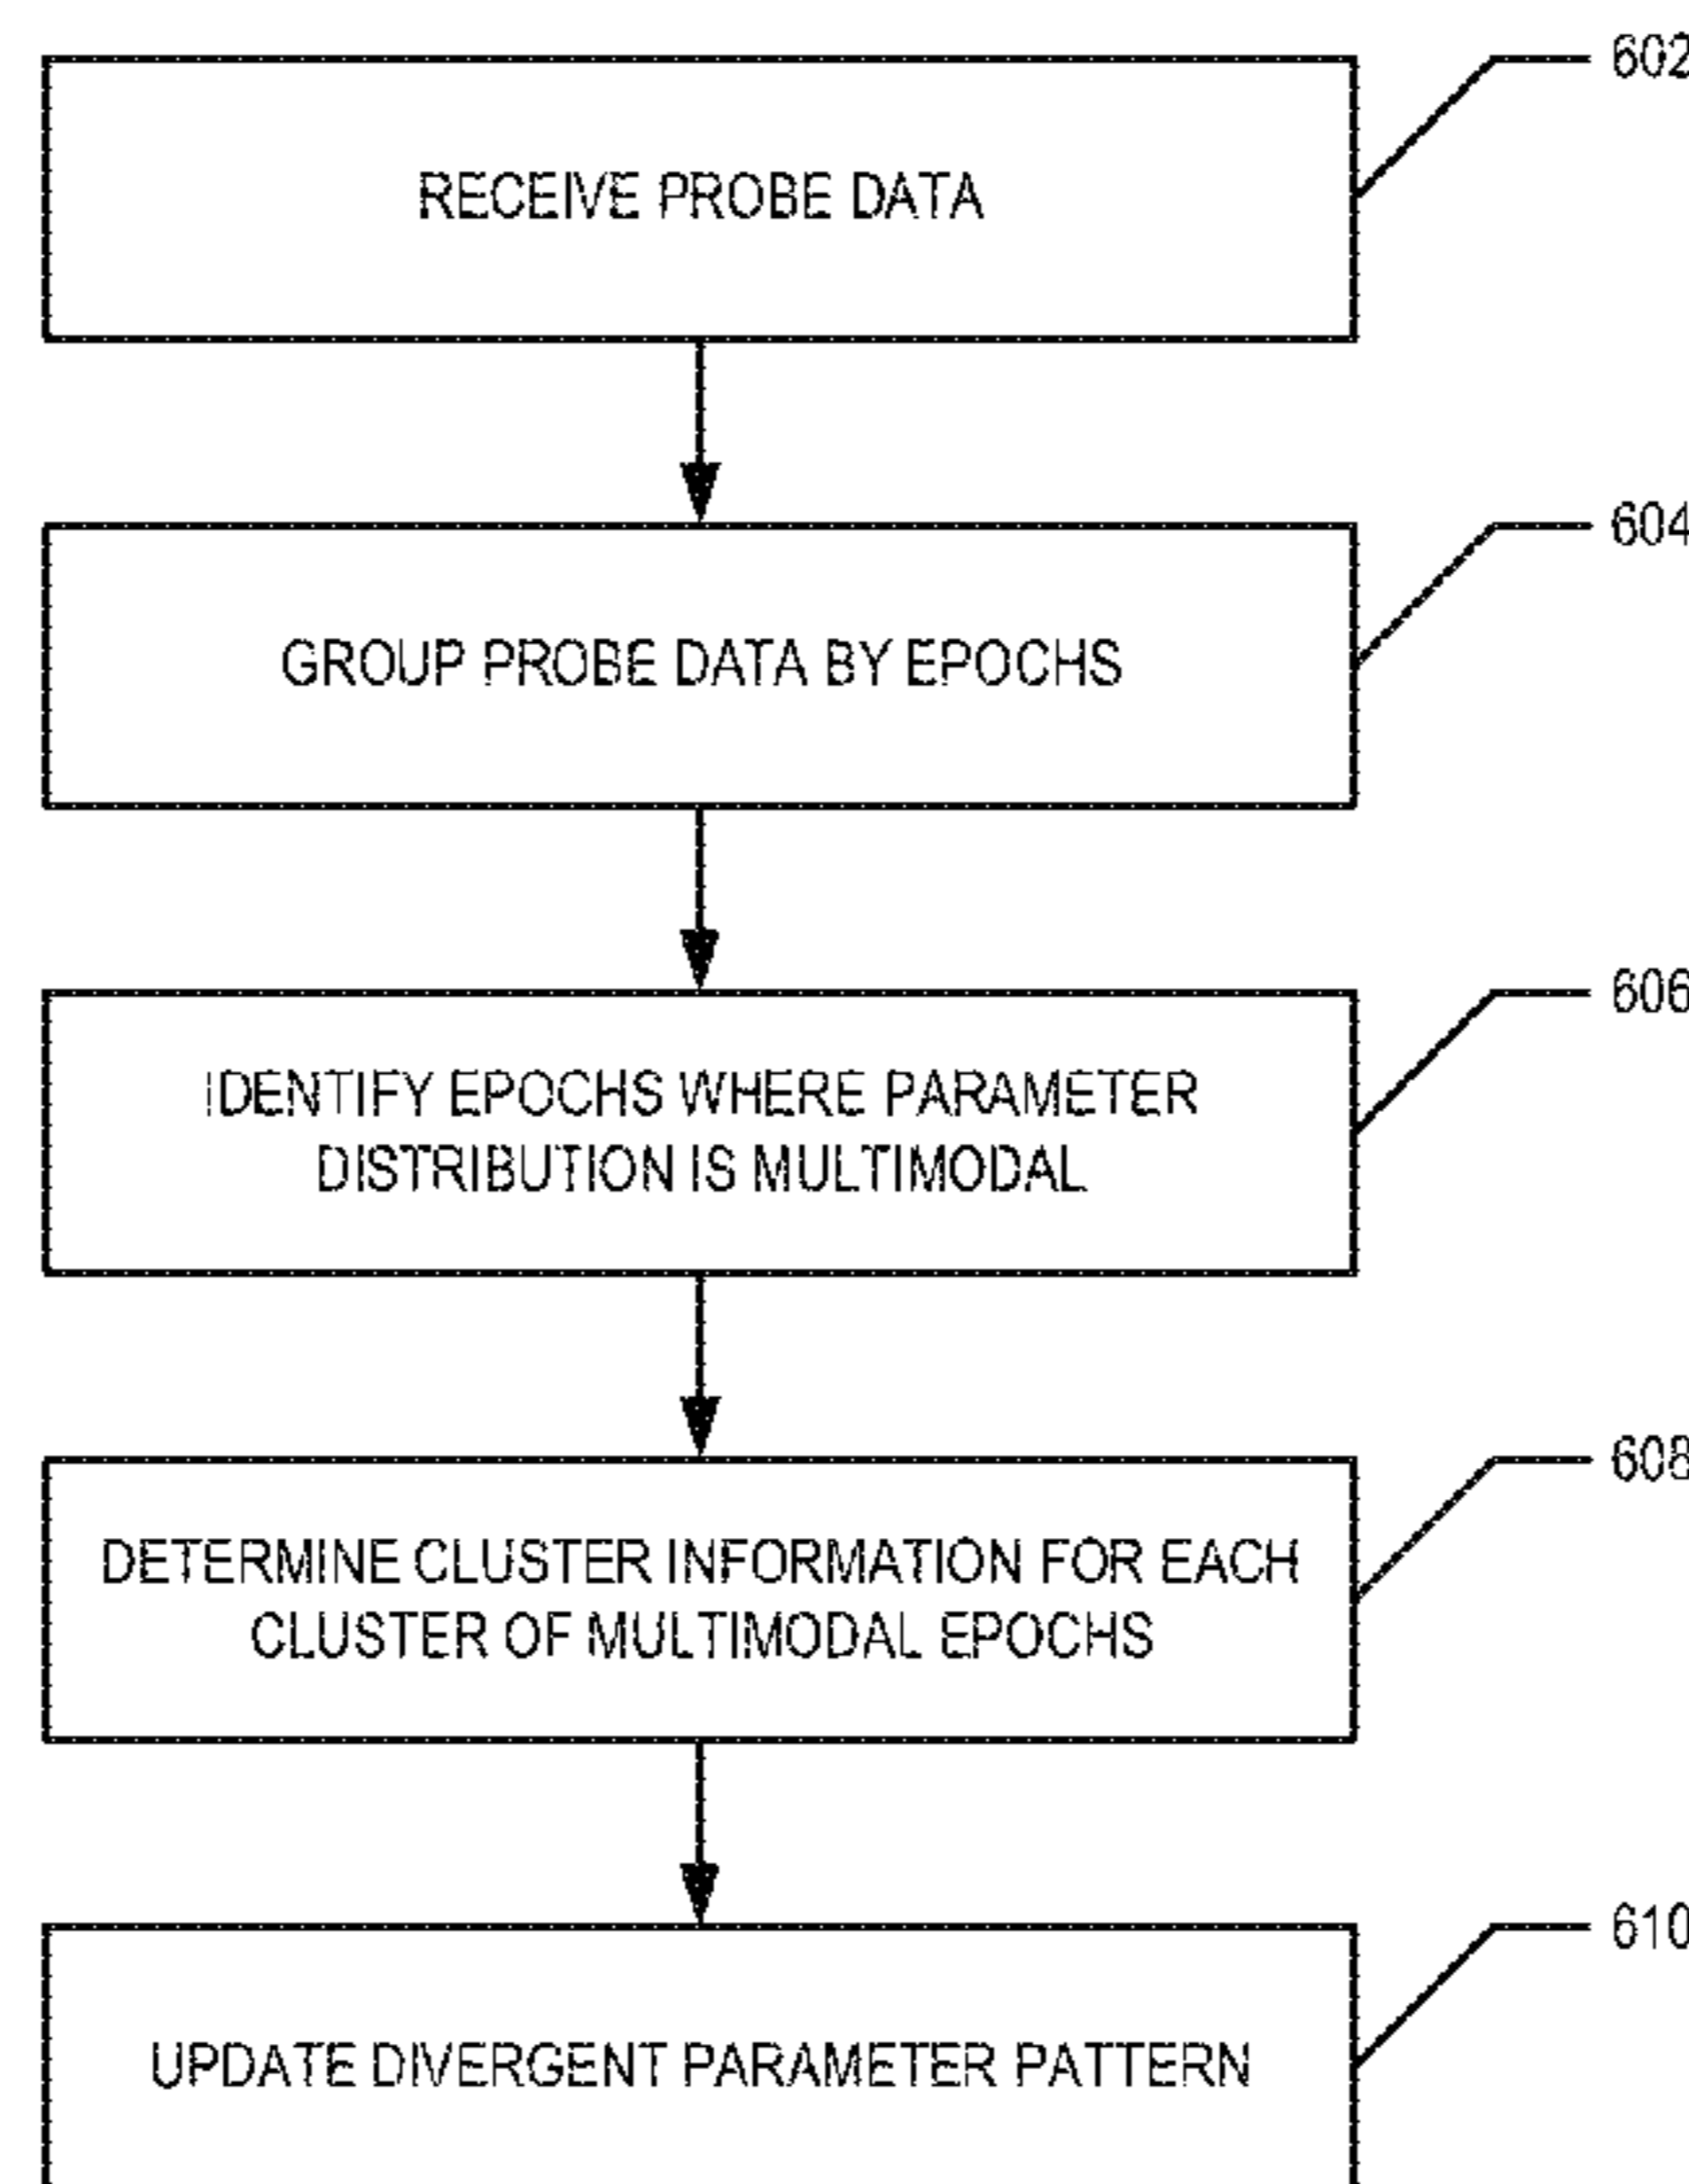 602
RECEIVE PROBE DATA
604
GROUP PROBE DATA BY EPOCHS
606
IDENTIFY EPOCHS WHERE PARAMETER
DISTRIBUTION IS MULTIMODAL
608
DETERMINE CLUSTER INFORMATION FOR EACH
CLUSTER OF MULTIMODAL EPOCHS
610
UPDATE DIVERGENT PARAMETER PATTERN